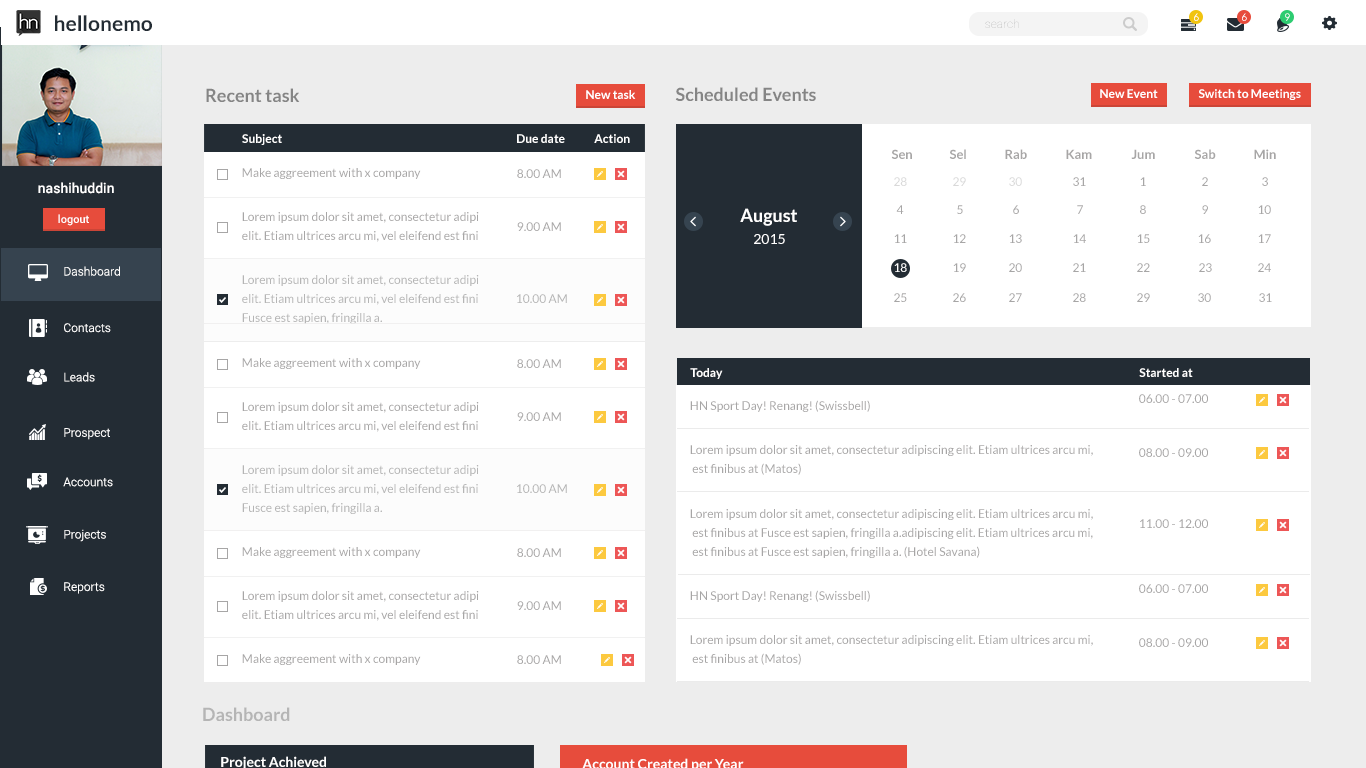 hn hellonemo
search
6
6
9
nashihuddin
logout
Dashboard
Contacts
Leads
Prospect
Accounts
Projects
Reports
Recent task
New task
Subject Due date Action
Make aggreement with x company 8.00 AM
Lorem ipsum dolor sit amet, consectetur adipi
elit. Etiam ultrices arcu mi, vel eleifend est fini
9.00 AM
Lorem ipsum dolor sit amet, consectetur adipi
elit. Etiam ultrices arcu mi, vel eleifend est fini
Fusce est sapien, fringilla a.
10.00 AM
Make aggreement with x company 8.00 AM
Lorem ipsum dolor sit amet, consectetur adipi
elit. Etiam ultrices arcu mi, vel eleifend est fini
9.00 AM
Lorem ipsum dolor sit amet, consectetur adipi
elit. Etiam ultrices arcu mi, vel eleifend est fini
Fusce est sapien, fringilla a.
10.00 AM
Make aggreement with x company 8.00 AM
Lorem ipsum dolor sit amet, consectetur adipi
elit. Etiam ultrices arcu mi, vel eleifend est fini
9.00 AM
Make aggreement with x company 8.00 AM
Scheduled Events
New Event
Switch to Meetings
August
2015
Sen Sel Rab Kam Jum Sab Min
28 29 30 31 1 2 3
4 5 6 7 8 9 10
11 12 13 14 15 16 17
18 19 20 21 22 23 24
25 26 27 28 29 30 31
Today Started at
HN Sport Day! Renang! (Swissbell) 06.00 - 07.00
Lorem ipsum dolor sit amet, consectetur adipiscing elit. Etiam ultrices arcu mi,
est finibus at (Matos)
08.00 - 09.00
Lorem ipsum dolor sit amet, consectetur adipiscing elit. Etiam ultrices arcu mi,
est finibus at Fusce est sapien, fringilla a.adipiscing elit. Etiam ultrices arcu mi,
est finibus at Fusce est sapien, fringilla a. (Hotel Savana)
11.00 - 12.00
HN Sport Day! Renang! (Swissbell) 06.00 - 07.00
Lorem ipsum dolor sit amet, consectetur adipiscing elit. Etiam ultrices arcu mi,
est finibus at (Matos)
08.00 - 09.00
Dashboard
Project Achieved
Account Created per Year